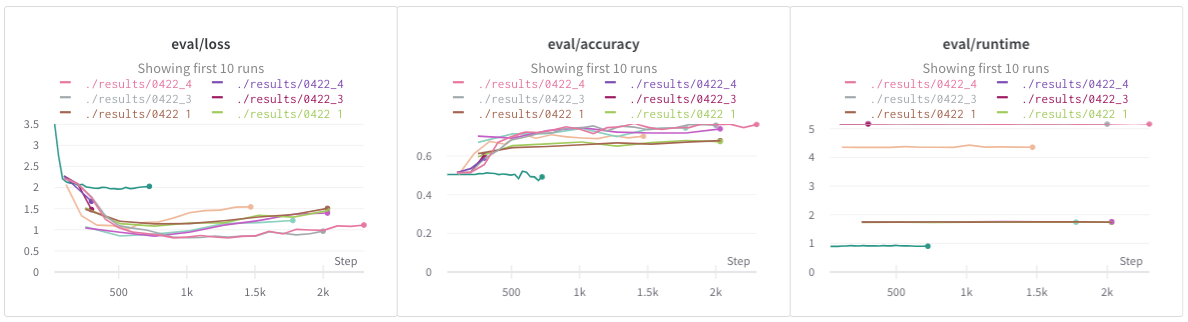 eval/loss
Showing first 10 runs
./results/0422_4 ./results/0422_4
./results/0422_3 ./results/0422_3
./results/0422 1 ./results/0422 1
3.5
3
2.5
2
1.5
1
0.5
0
Step
500 1k 1.5k 2k
eval/accuracy
Showing first 10 runs
./results/0422_4 ./results/0422_4
./results/0422_3 ./results/0422_3
./results/0422 1 ./results/0422 1
0.6
0.4
0.2
0
Step
500 1k 1.5k 2k
eval/runtime
Showing first 10 runs
./results/0422_4 ./results/0422_4
./results/0422_3 ./results/0422_3
./results/0422 1 ./results/0422 1
5
4
3
2
1
0
Step
500 1k 1.5k 2k